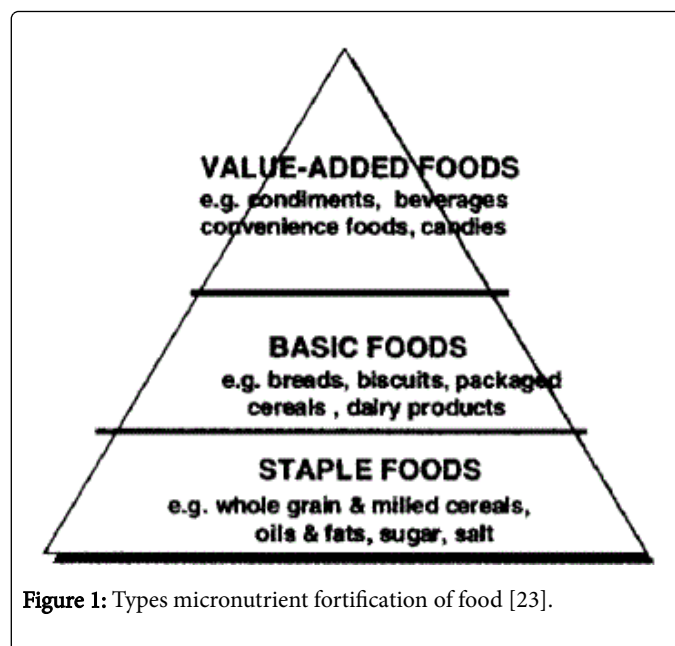 VALUE-ADDED FOODS
e.g. condiments, beverages
convenience foods, candies
BASIC FOODS
e.g. breads, biscuits, packaged
cereals , dairy products
STAPLE FOODS
e.g. whole grain & milled cereals,
oils & fats, sugar, salt
Figure 1: Types micronutrient fortification of food [23].